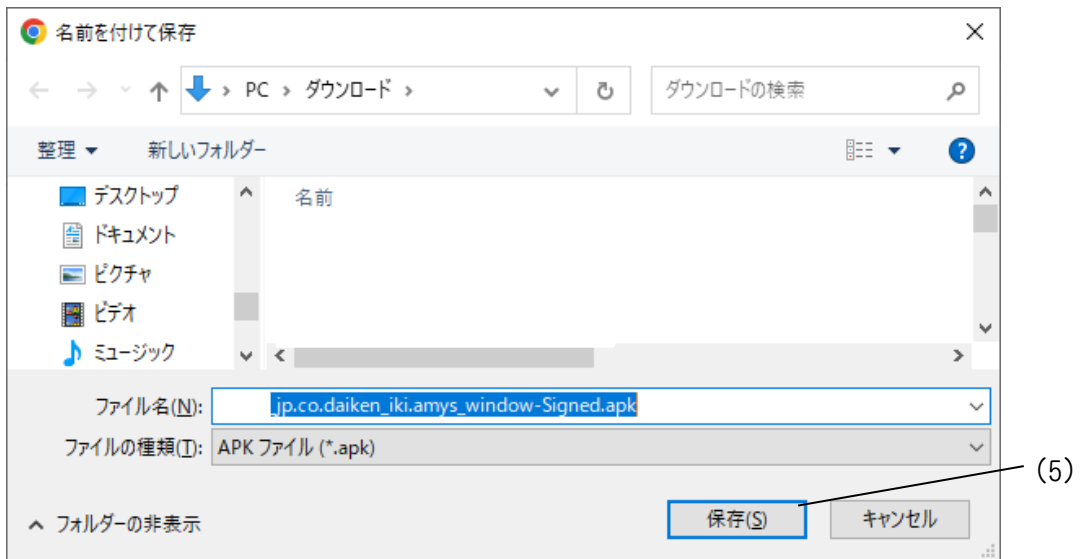 名前を付けて保存
PC › ダウンロード ›
ダウンロードの検索
整理 新しいフォルダー
デスクトップ
ドキュメント
ピクチャ
ビデオ
ミュージック
名前
ファイル名(N): _jp.co.daiken_iki.amys_window-Signed.apk
ファイルの種類(T): APK ファイル (*.apk)
(5)
フォルダーの非表示 保存(S) キャンセル